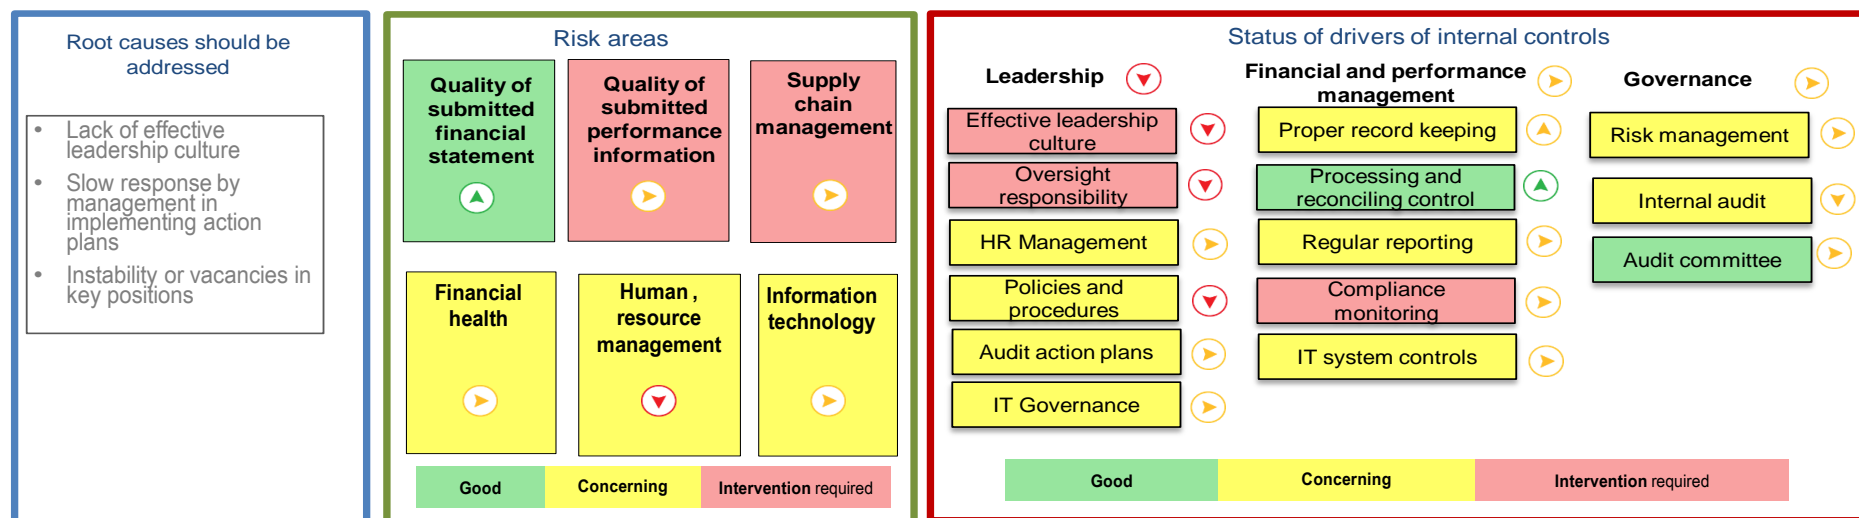 Root causes should be
addressed
• Lack of effective
leadership culture
• Slow response by
management in
implementing action
plans
• Instability or vacancies in
key positions
Risk areas
Quality of
submitted
financial
statement
Quality of
submitted
performance
information
Supply
chain
management
Financial
health
Human ,
resource
management
Information
technology
Good
Concerning
Intervention required
Status of drivers of internal controls
Leadership
Effective leadership
culture
Oversight
responsibility
HR Management
Policies and
procedures
Audit action plans
IT Governance
Financial and performance
management
Proper record keeping
Processing and
reconciling control
Regular reporting
Compliance
monitoring
IT system controls
Governance
Risk management
Internal audit
Audit committee
Good
Concerning
Intervention required